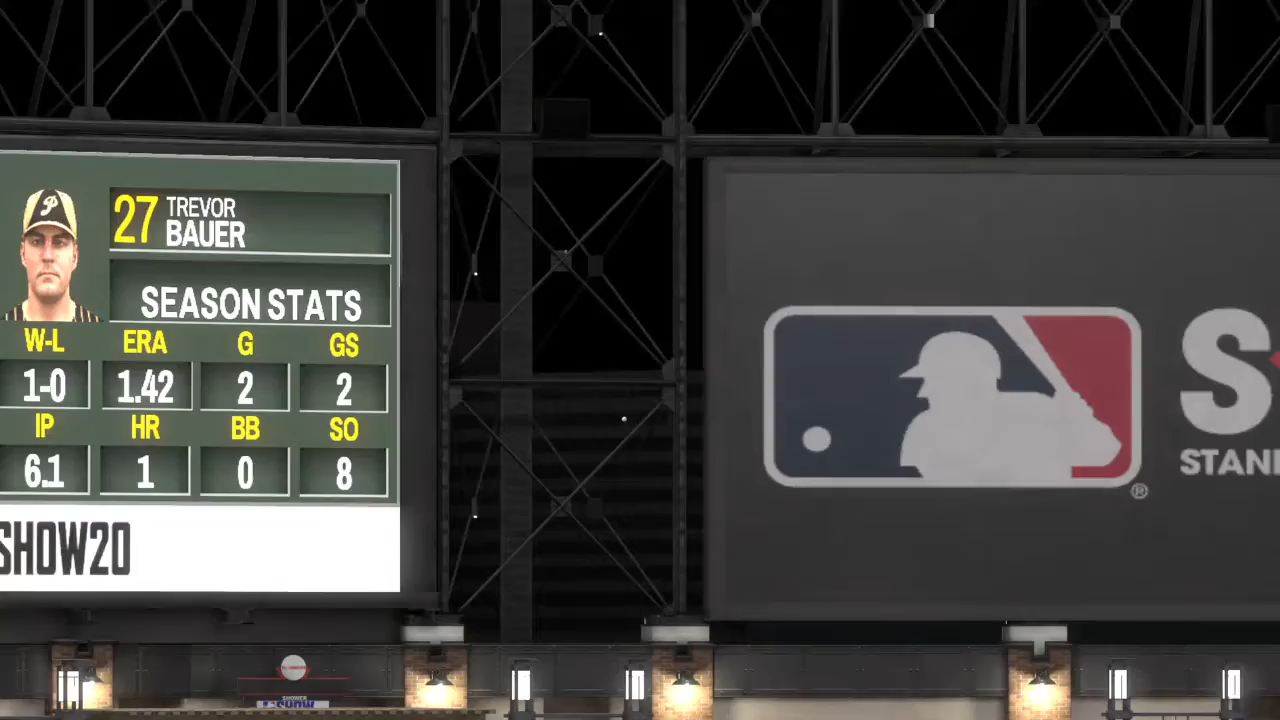 P
27 TREVOR
BAUER
SEASON STATS
W-L ERA G GS
1-0 1.42 2 2
IP HR BB SO
6.1 1 0 8
SHOW20
S
STAN
®
SHOW